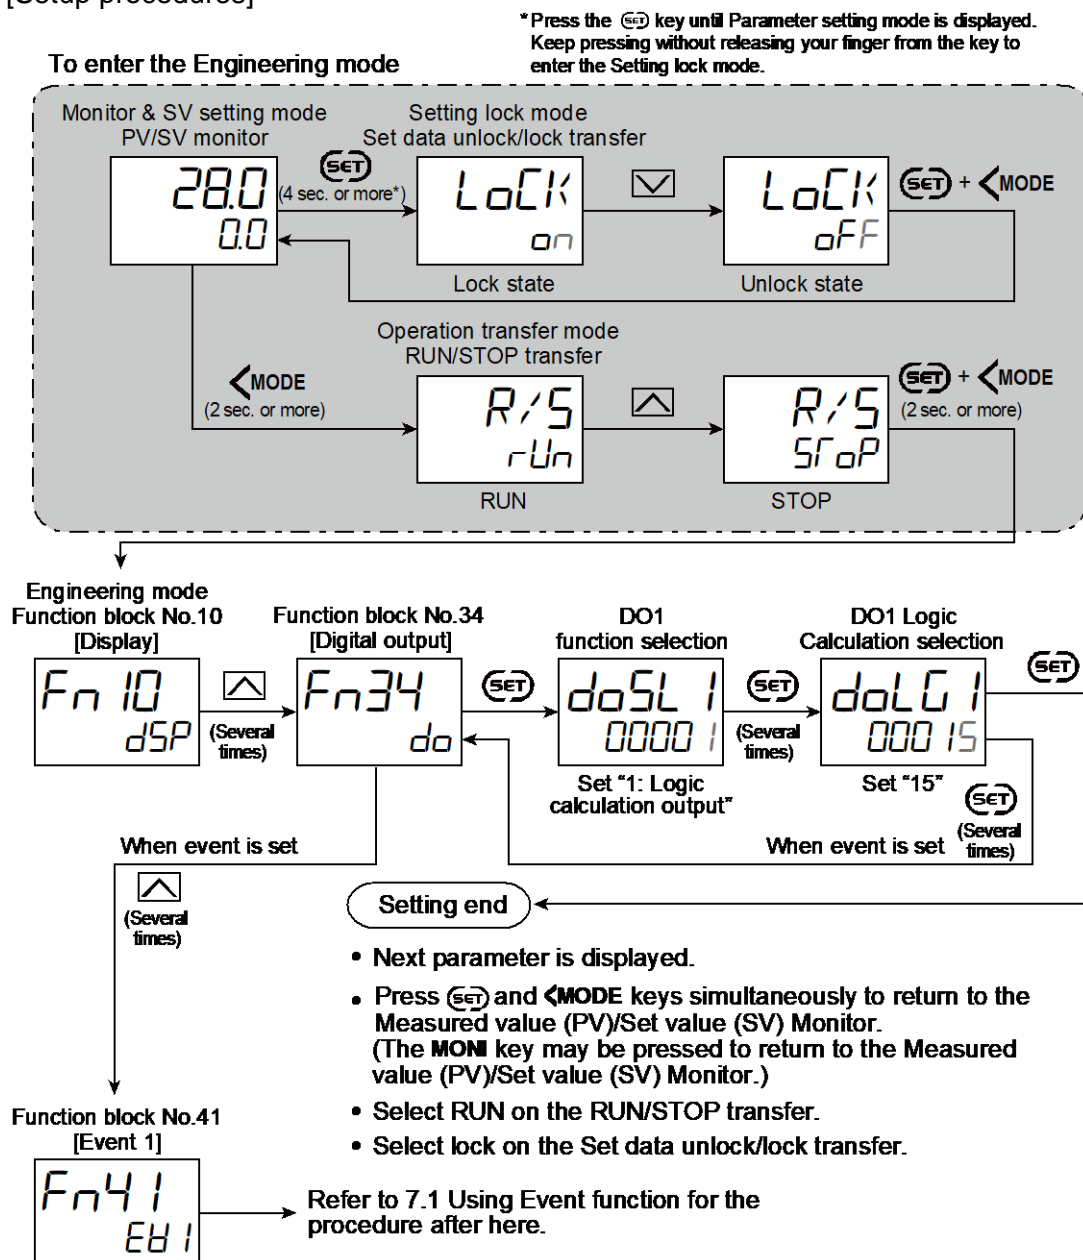 [Setup procedures]
*Press the SET key until Parameter setting mode is displayed.
Keep pressing without releasing your finger from the key to
enter the Setting lock mode.
To enter the Engineering mode
Monitor & SV setting mode
PV/SV monitor
28.0
0.0
SET
(4 sec. or more*)
Setting lock mode
Set data unlock/lock transfer
LoCK
on
Lock state
LoCK
oFF
Unlock state
SET + <MODE
<MODE
(2 sec. or more)
Operation transfer mode
RUN/STOP transfer
R/S
rUn
RUN
R/S
SToP
STOP
SET + <MODE
(2 sec. or more)
Engineering mode
Function block No.10
[Display]
Fn10
dSP
(Several
times)
Function block No.34
[Digital output]
Fn34
do
SET
DO1
function selection
doSL1
00001
Set "1: Logic
calculation output"
SET
(Several
times)
DO1 Logic
Calculation selection
doLG1
00015
Set "15"
SET
SET
(Several
times)
When event is set
When event is set
(Several
times)
Setting end
• Next parameter is displayed.
• Press SET and <MODE keys simultaneously to return to the
Measured value (PV)/Set value (SV) Monitor.
(The MONI key may be pressed to return to the Measured
value (PV)/Set value (SV) Monitor.)
• Select RUN on the RUN/STOP transfer.
• Select lock on the Set data unlock/lock transfer.
Function block No.41
[Event 1]
Fn41
EV1
Refer to 7.1 Using Event function for the
procedure after here.